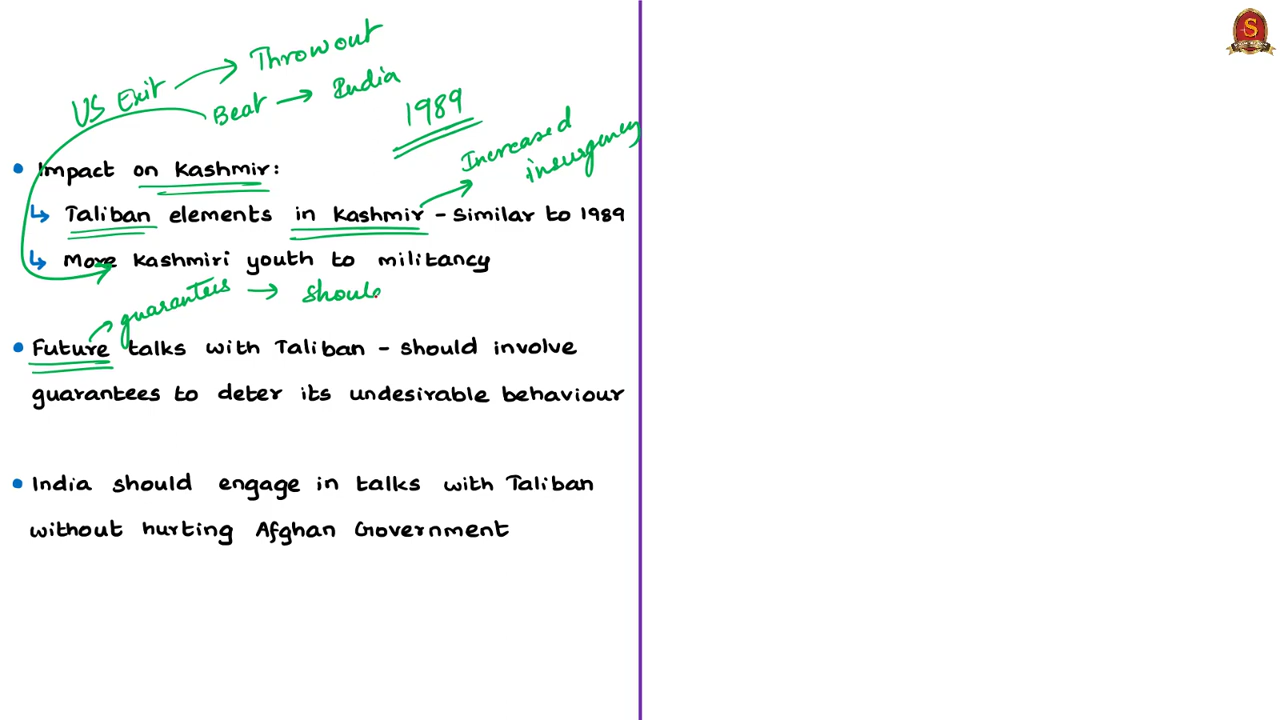 US Exit → Throwout
Beat → India
1989
Increased
insurgency
• Impact on Kashmir:
↳ Taliban elements in Kashmir - Similar to 1989
↳ More Kashmiri youth to militancy
guarantees → shoul
• Future talks with Taliban - should involve
guarantees to deter its undesirable behaviour
• India should engage in talks with Taliban
without hurting Afghan Government
S